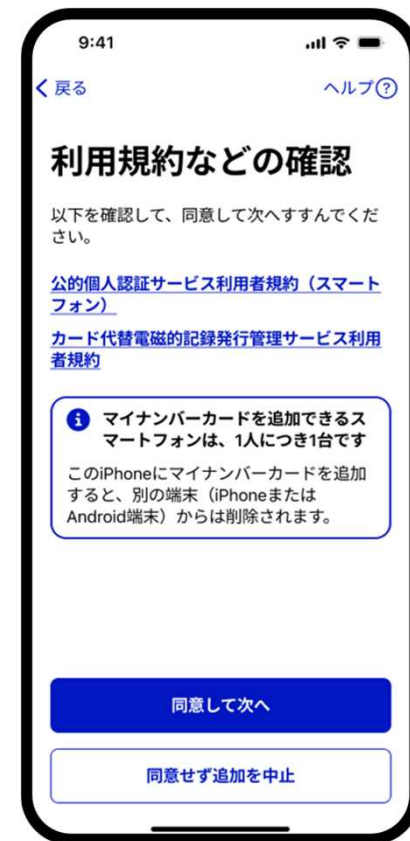 9:41
戻る
ヘルプ?
利用規約などの確認
以下を確認して、同意して次へすすんでくだ
さい。
公的個人認証サービス利用者規約（スマート
フォン）
カード代替電磁的記録発行管理サービス利用
者規約
マイナンバーカードを追加できるス
マートフォンは、1人につき1台です
このiPhoneにマイナンバーカードを追加
すると、別の端末（iPhoneまたは
Android端末）からは削除されます。
同意して次へ
同意せず追加を中止